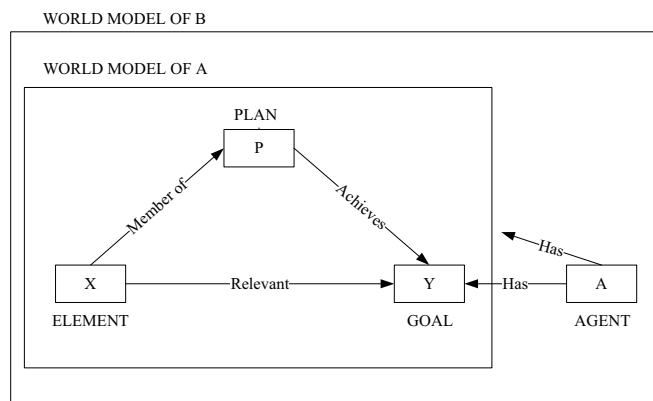 WORLD MODEL OF B
WORLD MODEL OF A
PLAN
P
Member of
Achieves
Has
X
Relevant
Y
Has
A
ELEMENT
GOAL
AGENT